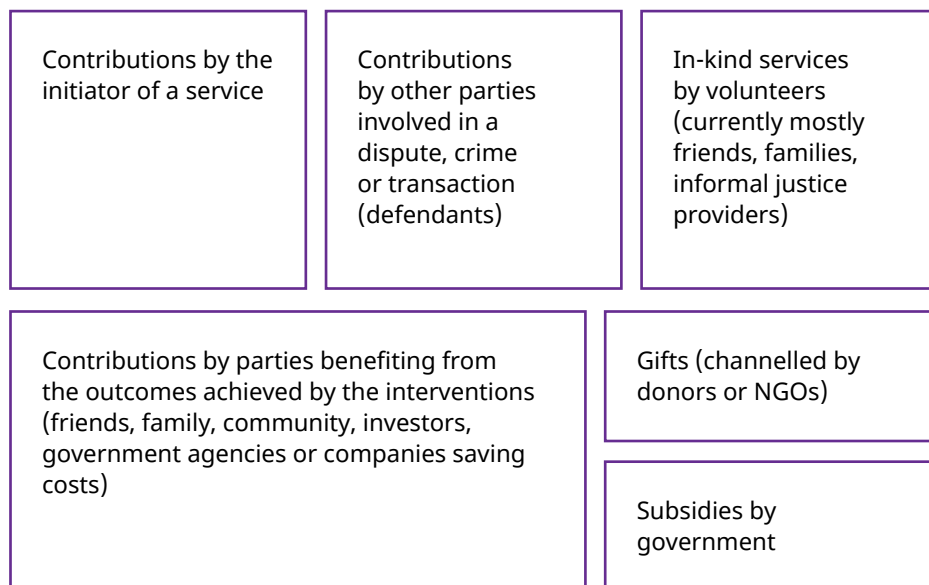 Contributions by the
initiator of a service
Contributions
by other parties
involved in a
dispute, crime
or transaction
(defendants)
In-kind services
by volunteers
(currently mostly
friends, families,
informal justice
providers)
Contributions by parties benefiting from
the outcomes achieved by the interventions
(friends, family, community, investors,
government agencies or companies saving
costs)
Gifts (channelled by
donors or NGOs)
Subsidies by
government